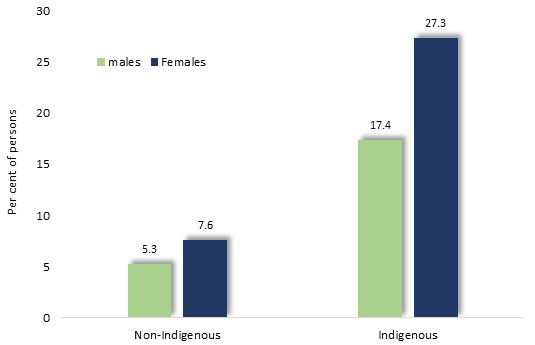 30
25
20
15
10
5
0
Per cent of persons
males Females
5.3
7.6
17.4
27.3
Non-Indigenous
Indigenous